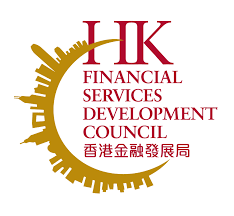 HK
FINANCIAL
SERVICES
DEVELOPMENT
COUNCIL
香港金融發展局